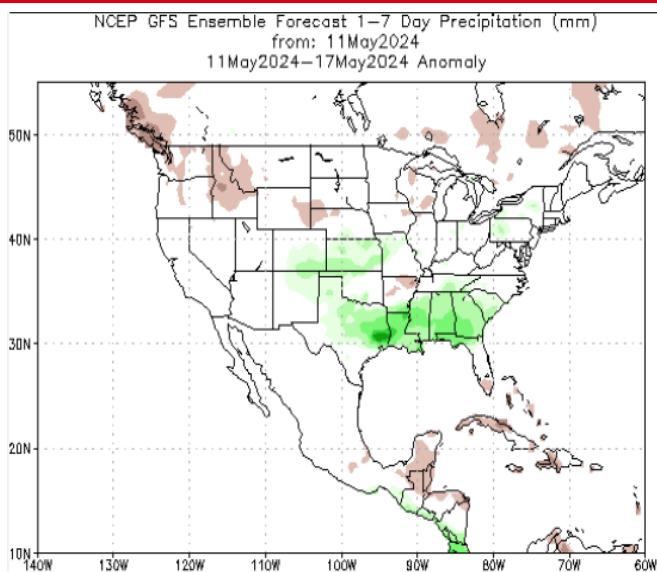 NCEP GFS Ensemble Forecast 1–7 Day Precipitation (mm)
from: 11May2024
11May2024–17May2024 Anomaly
50N
40N
30N
20N
10N
140W 130W 120W 110W 100W 90W 80W 70W 60W